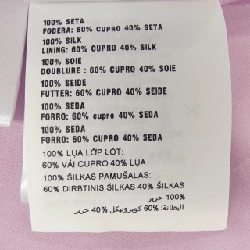 100% SETA
FODERA: 60% CUPRO 40% SETA
100% SILK
LINING: 60% CUPRO 40% SILK
100% SOIE
DOUBLURE : 60% CUPRO 40% SOIE
100% SEIDE
FUTTER: 60% CUPRO 40% SEIDE
100% SEDA
FORRO: 60% cupro 40% SEDA
100% SEDA
FORRO: 60% CUPRO 40% SEDA
100% LỤA LỚP LÓT:
60% VẢI CUPRO 40% LỤA
100% ŠILKAS PAMUŠALAS:
60% DIRBTINIS ŠILKAS 40% ŠILKAS
100% حرير
البطانة: 60% كوبروبكل, 40% حرير